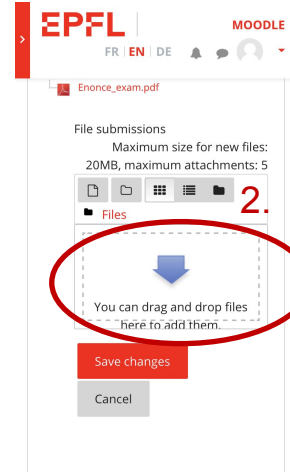 EPFL
MOODLE
FR | EN | DE
Enonce_exam.pdf
File submissions
Maximum size for new files:
20MB, maximum attachments: 5
2.
Files
You can drag and drop files
here to add them.
Save changes
Cancel